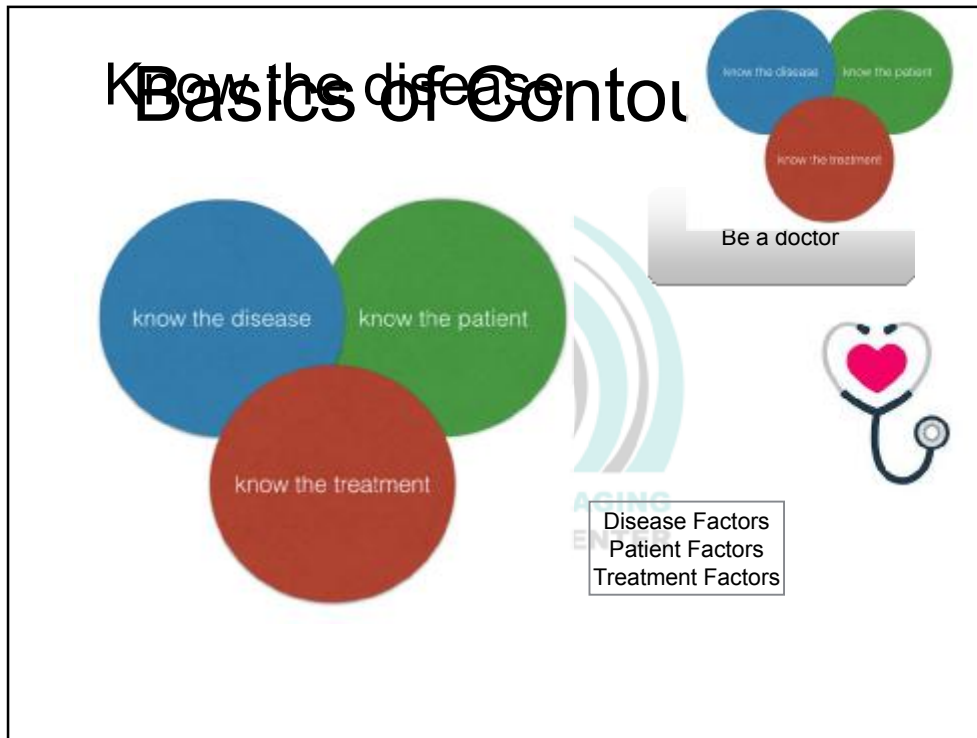 Know the disease
Basics of Contou
know the disease
know the patient
know the treatment
Be a doctor
know the disease
know the patient
know the treatment
AGING
ENTER
Disease Factors
Patient Factors
Treatment Factors